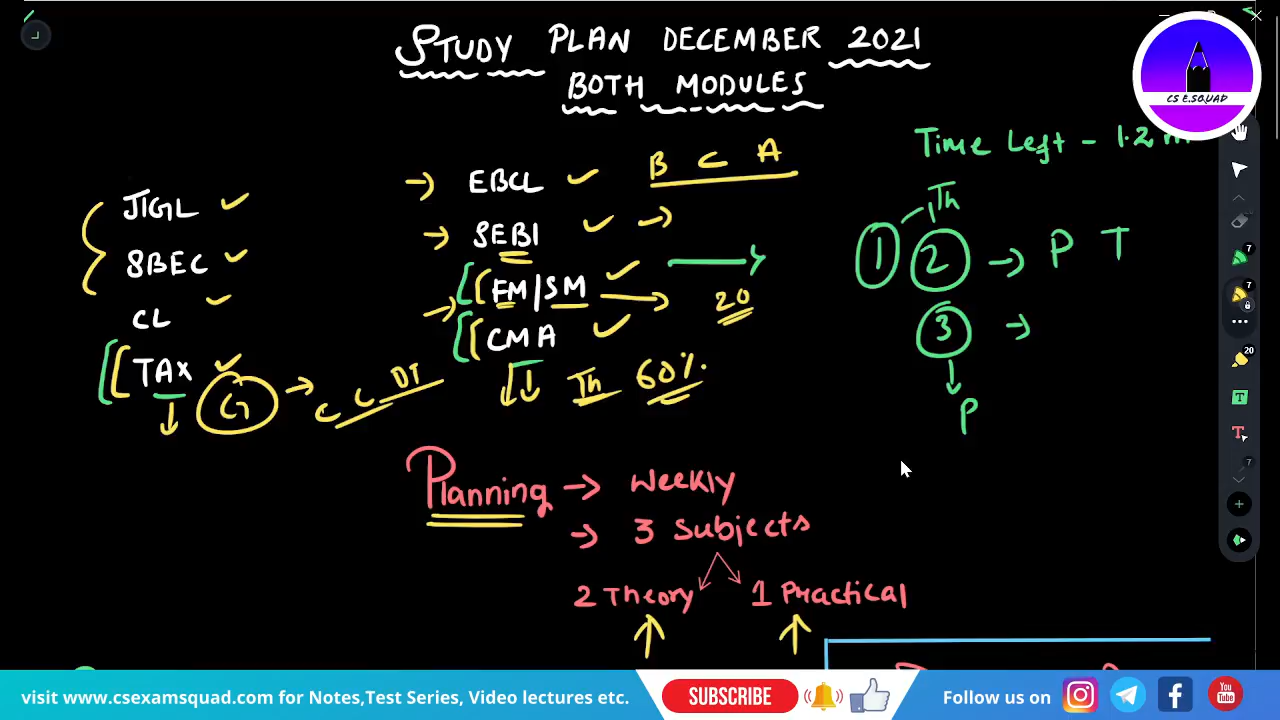 STUDY PLAN DECEMBER 2021
BOTH MODULES
CS E.SQUAD
Time Left - 1.2
JIGL
SBEC
CL
TAX
G
C C DT
EBCL B C A
SEBI
FM/SM 20
CMA
Th 60%.
Th
1 2 P T
3
P
Planning → Weekly
→ 3 Subjects
2 Theory 1 Practical
visit www.csexamsquad.com for Notes,Test Series, Video lectures etc.
SUBSCRIBE
Follow us on
You
Tube